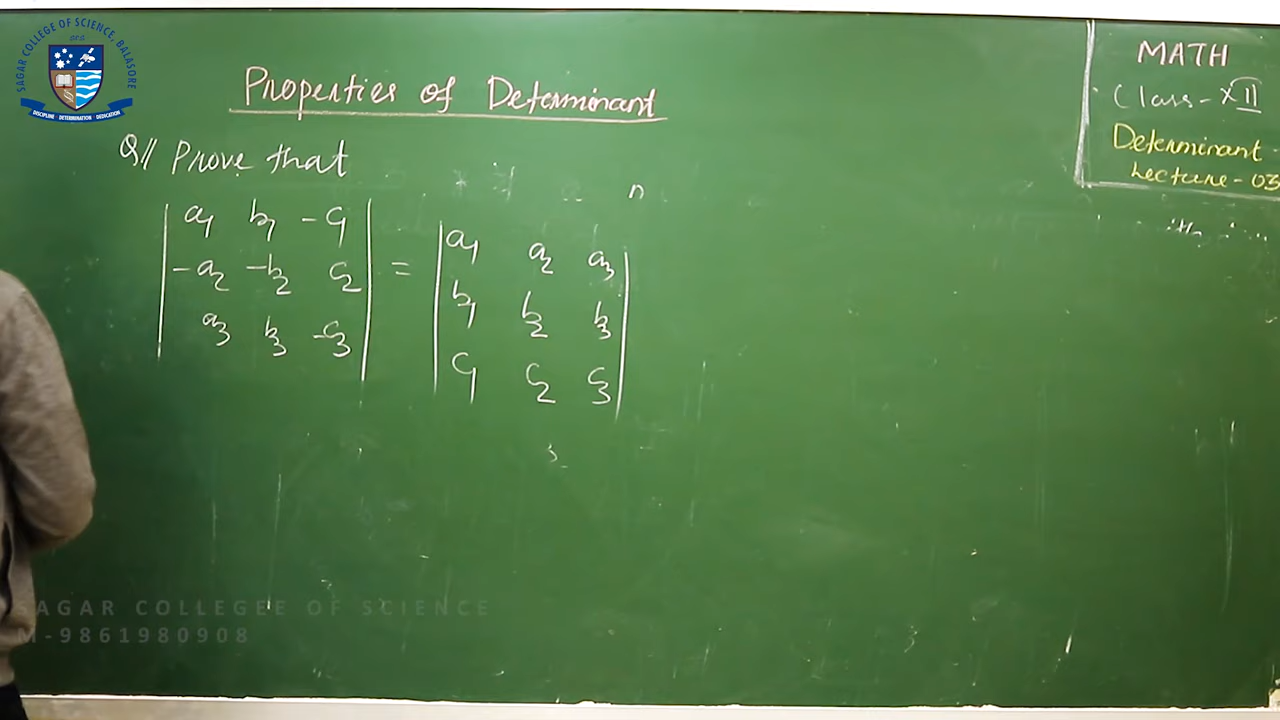 SAGAR COLLEGE OF SCIENCE, BALASORE
DISCIPLINE - DETERMINATION - DEDICATION
Properties of Determinant
MATH
Class - XII
Determinant -
Lecture - 03
Q1/ Prove that
| a₁ b₁ -c₁ | = | a₁ a₂ a₃ |
| -a₂ -b₂ c₂ | | b₁ b₂ b₃ |
| a₃ b₃ -c₃ | | c₁ c₂ c₃ |
SAGAR COLLEGEE OF SCIENCE
M-9861980908